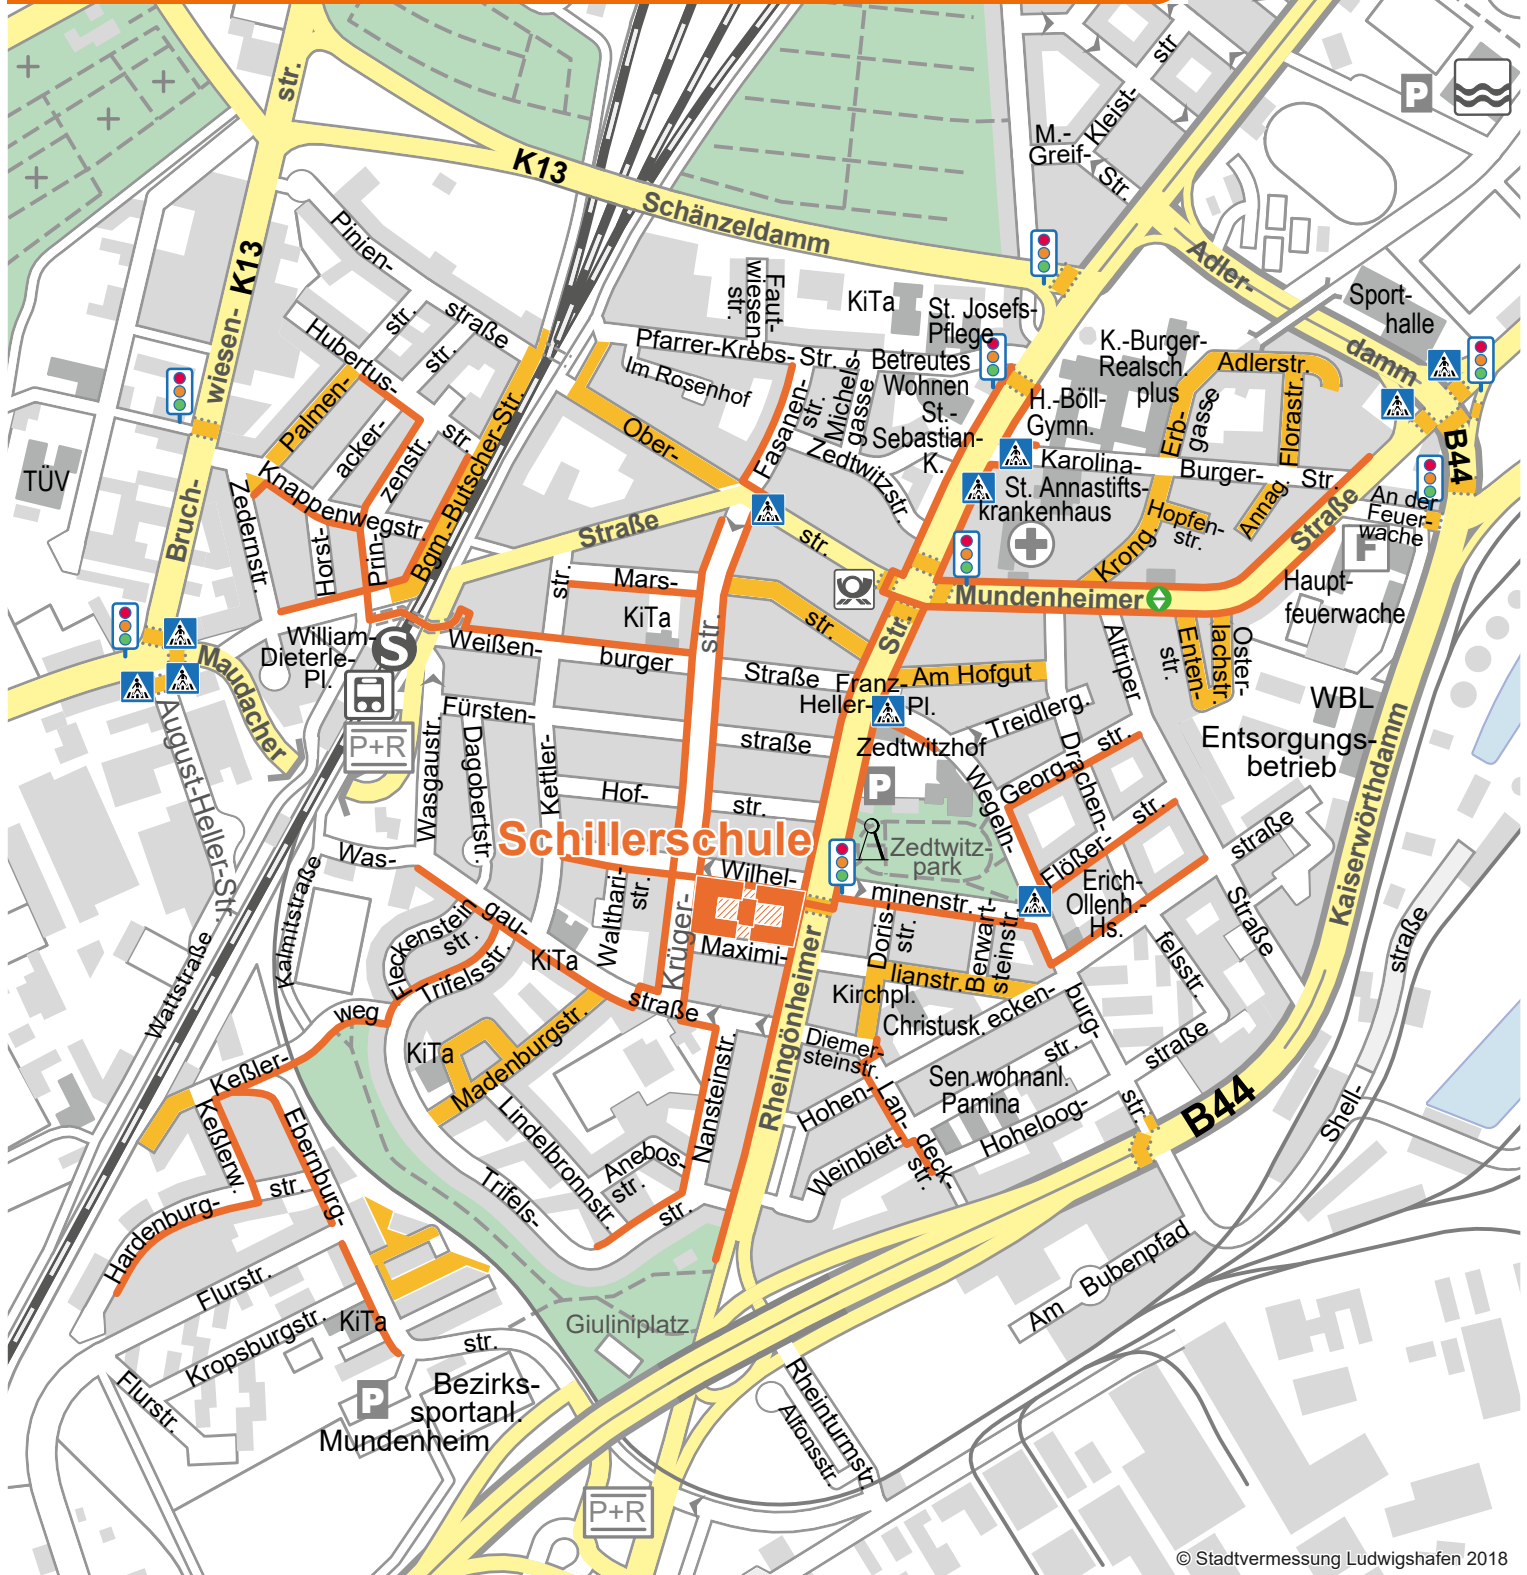 str.
K13
Schänzeldamm
str
Kleist-
M.-
Greif-
Str.
P
K13
wiesen-
Bruch-
Pinien-
straße
Hubertus-
str.
str.
Palmen-
acker-
zenstr.
Prin-
str.
Bgm.-Butscher-Str.
Knappenwegstr.
Zedernstr.
Horst-
TÜV
Faut-
wiesen-
str.
Pfarrer-Krebs-
Str.
Im Rosenhof
KiTa
St. Josefs-
Pflege
Betreutes
Wohnen
St.-
Sebastian-
K.
Michels-
gasse
Fasanen-
str.
Zedtwitzstr.
Ober-
str.
Straße
Adler-
damm
Sport-
halle
K.-Burger-
Realsch.
plus
Adlerstr.
Erb-
gasse
Florastr.
H.-Böll-
Gymn.
Karolina-
Burger-
Str.
St. Annastifts-
krankenhaus
Hopfen-
str.
Annag.
Krong.
B44
An der
Feuer-
wache
F
Haupt-
feuerwache
Mundenheimer
Straße
Mars-
str.
KiTa
str.
str.
Str.
William-
Dieterle-
Pl.
S
Weißen-
burger
Straße
Franz-
Heller-
Pl.
Am Hofgut
Altriper
Enten-
str.
Oster-
lachstr.
WBL
Entsorgungs-
betrieb
Kaiserwörthdamm
Maudacher
August-Heller-Str.
P+R
Fürsten-
straße
Wasgaustr.
Dagobertstr.
Kettler-
Hof-
str.
Zedtwitzhof
P
Treidlerg.
Drachen-
Georg-
str.
Wegeln-
Flößer-
str.
Zedtwitz-
park
Schillerschule
Wilhel-
minenstr.
Erich-
Ollenh.-
Hs.
straße
Straße
Was-
gau-
straße
Kalmitstraße
Wattstraße
Fleckenstein
str.
Trifelsstr.
Walthari-
str.
Krüger-
KiTa
Maximi-
lianstr.
Doris-
str.
Berwart-
steinstr.
Kirchpl.
Christusk.
ecken-
burg-
str.
felsstr.
straße
straße
Rheingönheimer
Diemer-
steinstr.
Hohen-
Lan-
deck-
str.
Sen.wohnanl.
Pamina
str.
Hoheloog-
Weinbiet-
B44
Shell-
weg
Keßler-
KiTa
Madenburgstr.
Lindelbronnstr.
Nansteinstr.
Anebos-
str.
Trifels-
str.
Keßlerw.
Ebernburg-
Hardenburg-
str.
Flurstr.
Kropsburgstr.
KiTa
str.
Flurstr.
P
Bezirks-
sportanl.
Mundenheim
Giuliniplatz
Am Bubenpfad
Rheinturmstr.
Alfonsstr.
P+R
© Stadtvermessung Ludwigshafen 2018